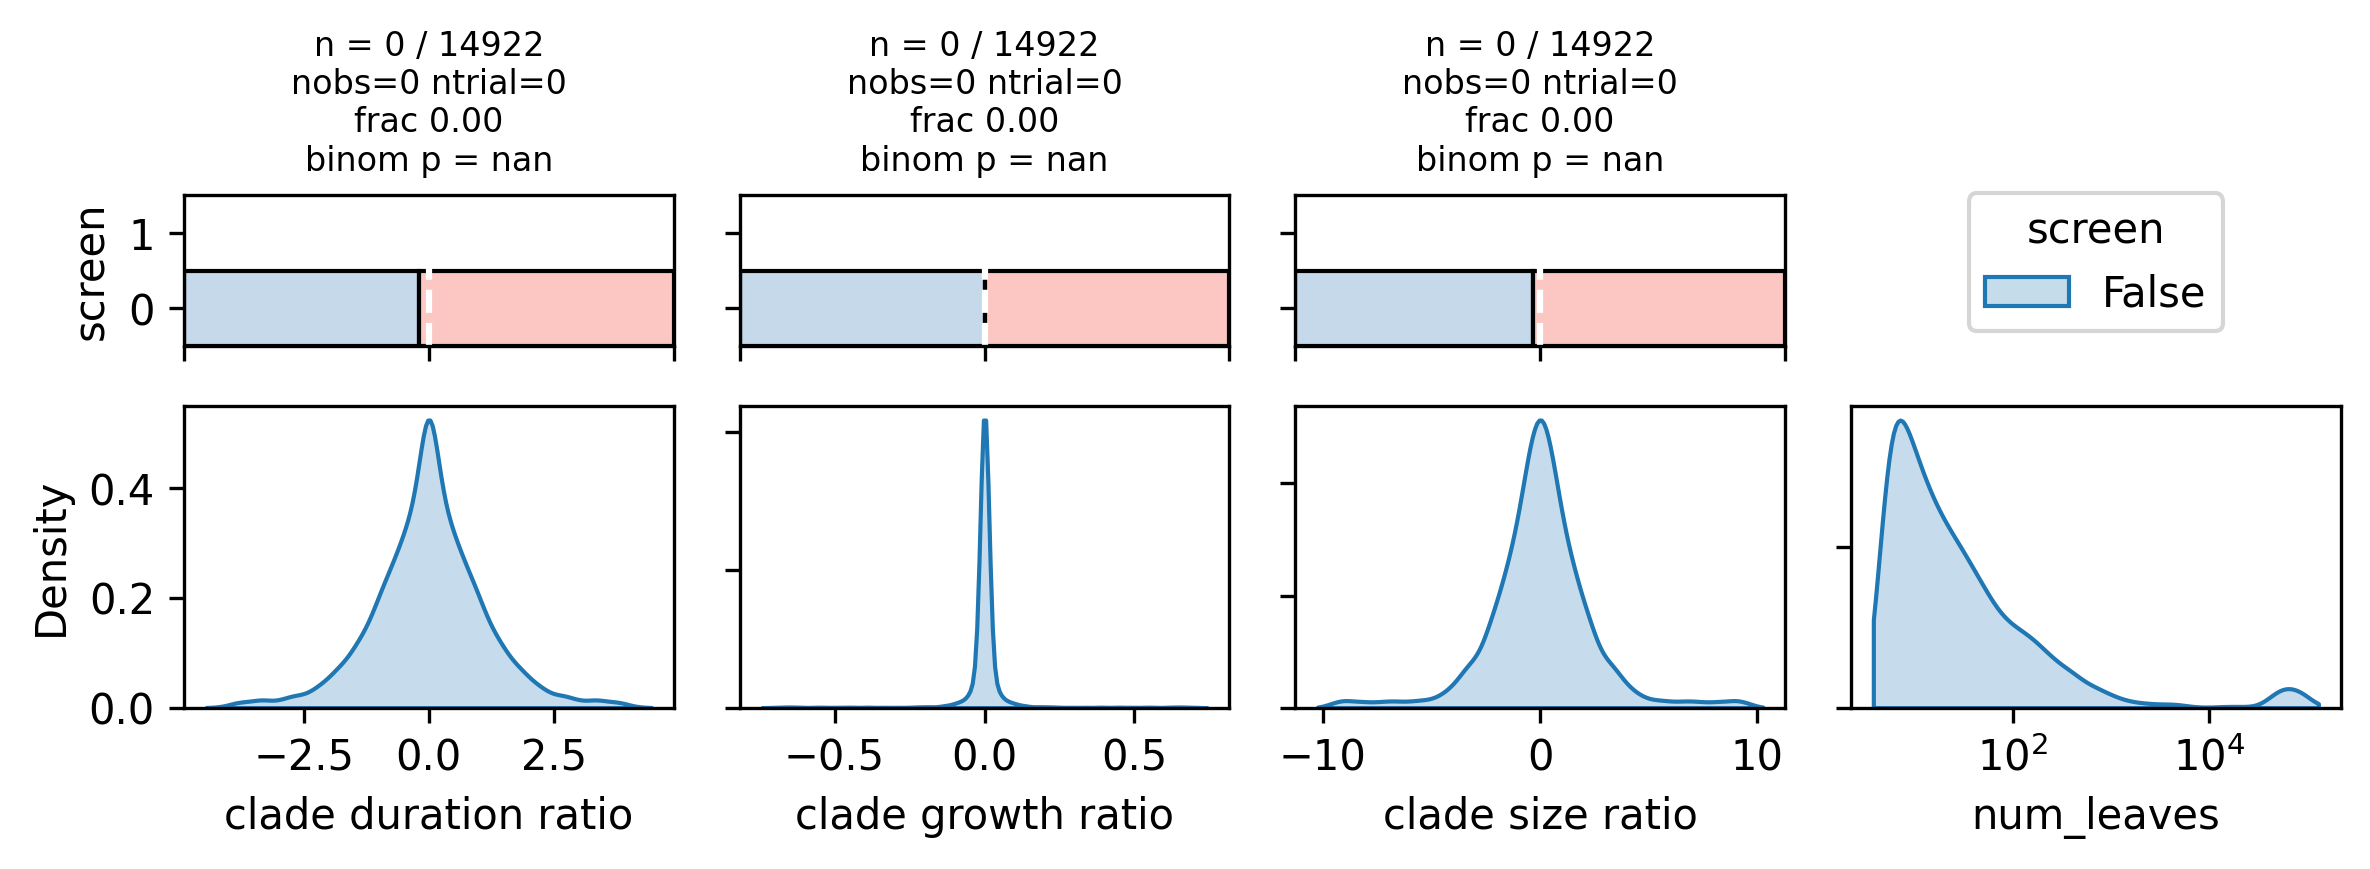 n = 0 / 14922
nobs=0 ntrial=0
frac 0.00
binom p = nan
n = 0 / 14922
nobs=0 ntrial=0
frac 0.00
binom p = nan
n = 0 / 14922
nobs=0 ntrial=0
frac 0.00
binom p = nan
screen
1
0
screen
False
Density
0.4
0.2
0.0
−2.5 0.0 2.5
clade duration ratio
−0.5 0.0 0.5
clade growth ratio
−10 0 10
clade size ratio
10² 10⁴
num_leaves